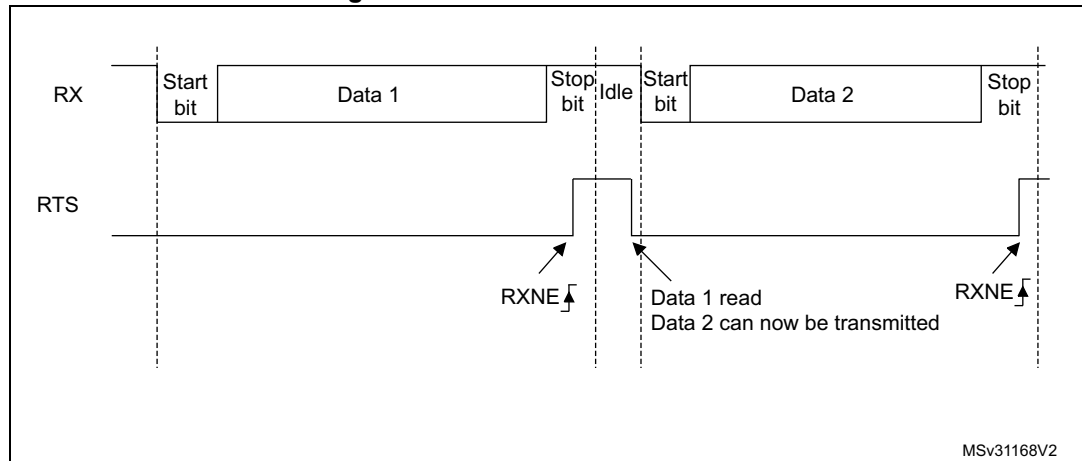 RX
Start
bit
Data 1
Stop
bit
Idle
Start
bit
Data 2
Stop
bit
RTS
RXNE
Data 1 read
Data 2 can now be transmitted
RXNE
MSv31168V2